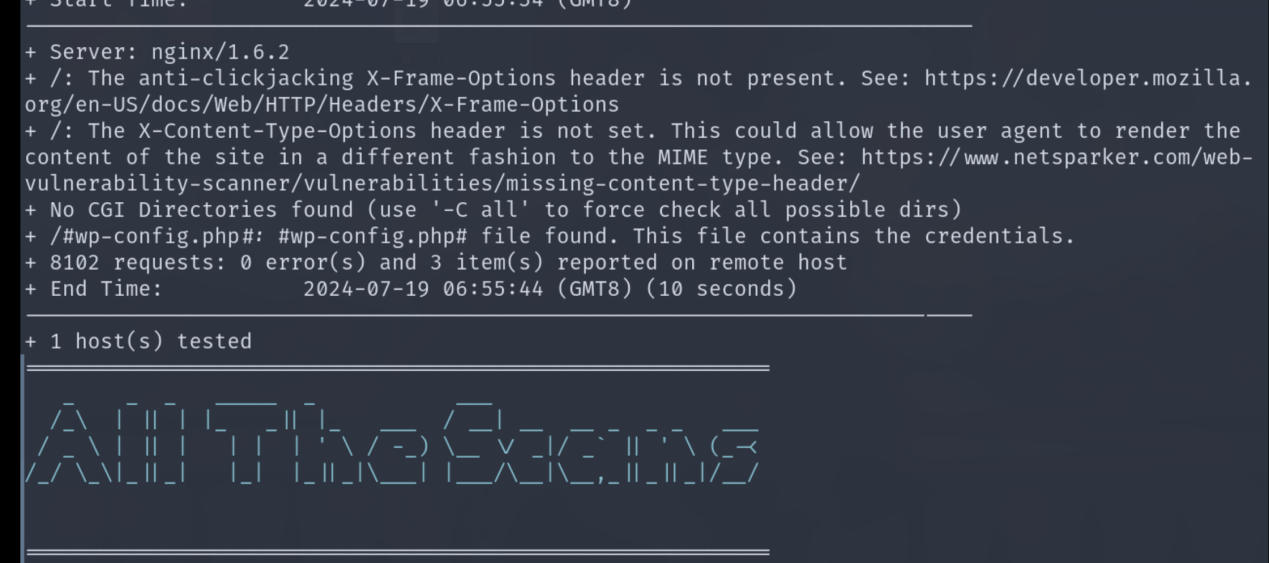 + Start Time: 2024-07-19 06:55:34 (GMT8)
+ Server: nginx/1.6.2
+ /: The anti-clickjacking X-Frame-Options header is not present. See: https://developer.mozilla.
org/en-US/docs/Web/HTTP/Headers/X-Frame-Options
+ /: The X-Content-Type-Options header is not set. This could allow the user agent to render the
content of the site in a different fashion to the MIME type. See: https://www.netsparker.com/web-
vulnerability-scanner/vulnerabilities/missing-content-type-header/
+ No CGI Directories found (use '-C all' to force check all possible dirs)
+ /#wp-config.php#: #wp-config.php# file found. This file contains the credentials.
+ 8102 requests: 0 error(s) and 3 item(s) reported on remote host
+ End Time: 2024-07-19 06:55:44 (GMT8) (10 seconds)
+ 1 host(s) tested
All The Scans